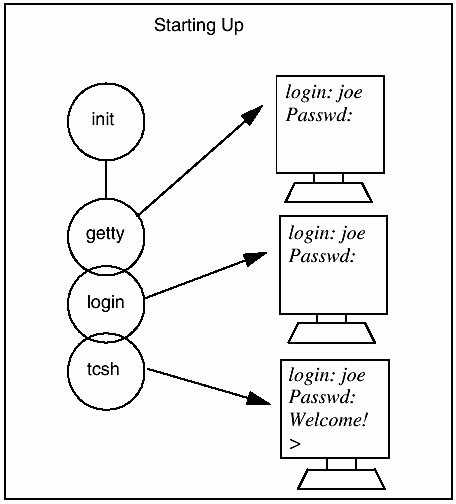 Starting Up
init
getty
login
tcsh
login: joe
Passwd:
login: joe
Passwd:
login: joe
Passwd:
Welcome!
>